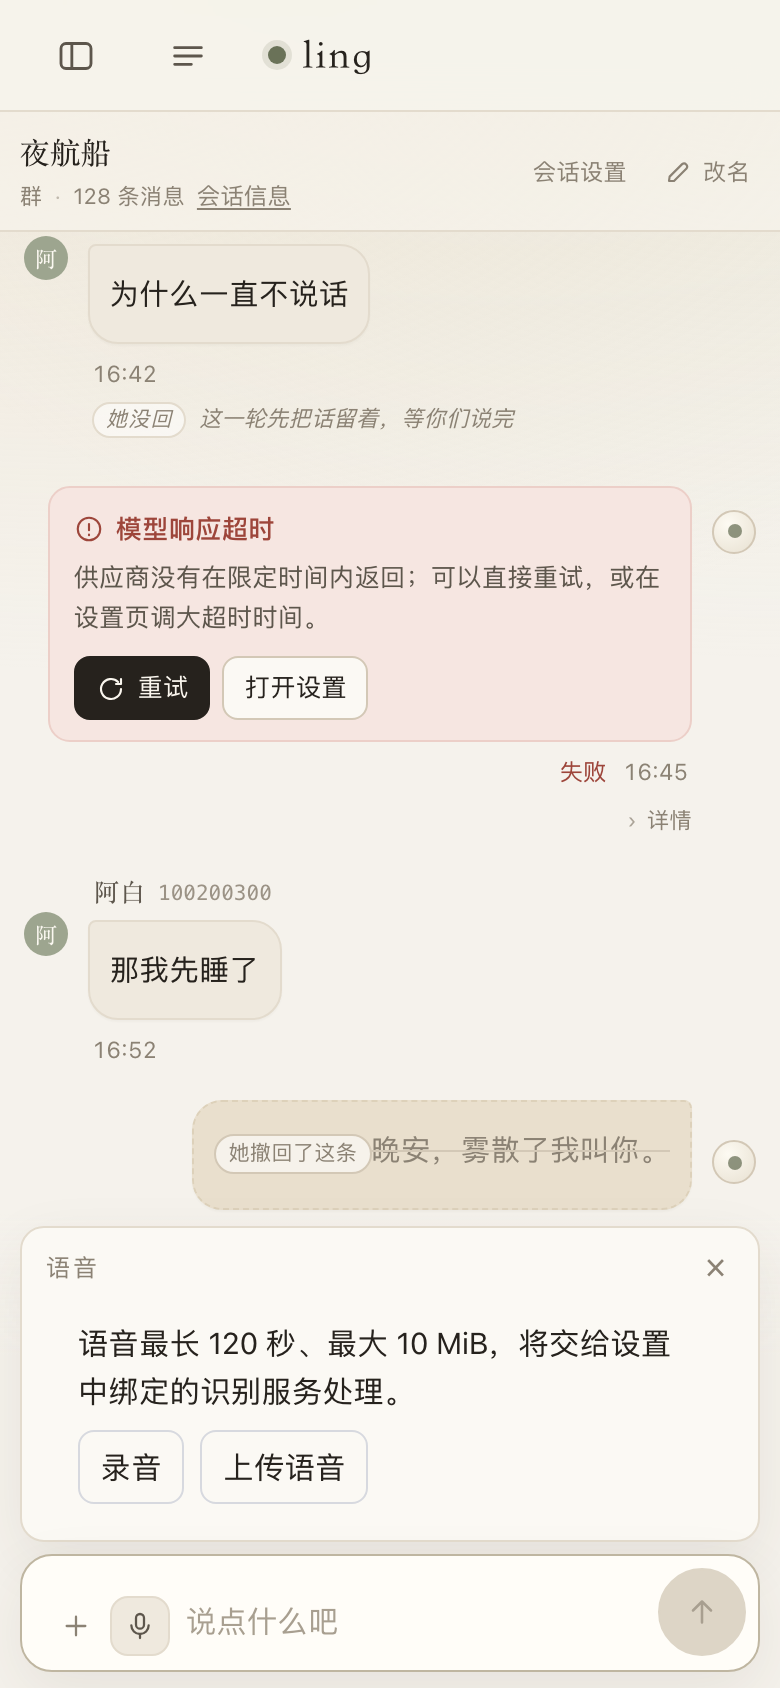 ling
夜航船
群 · 128 条消息 会话信息
会话设置 改名
阿
为什么一直不说话
16:42
她没回 这一轮先把话留着，等你们说完
模型响应超时
供应商没有在限定时间内返回；可以直接重试，或在
设置页调大超时时间。
重试 打开设置
失败 16:45
› 详情
阿白 100200300
阿
那我先睡了
16:52
她撤回了这条 晚安，雾散了我叫你。
语音
语音最长 120 秒、最大 10 MiB，将交给设置
中绑定的识别服务处理。
录音 上传语音
说点什么吧